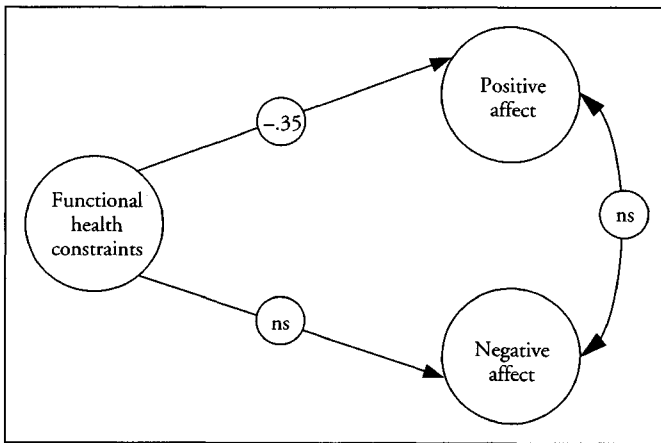 Positive
affect
−.35
Functional
health
constraints
ns
ns
Negative
affect